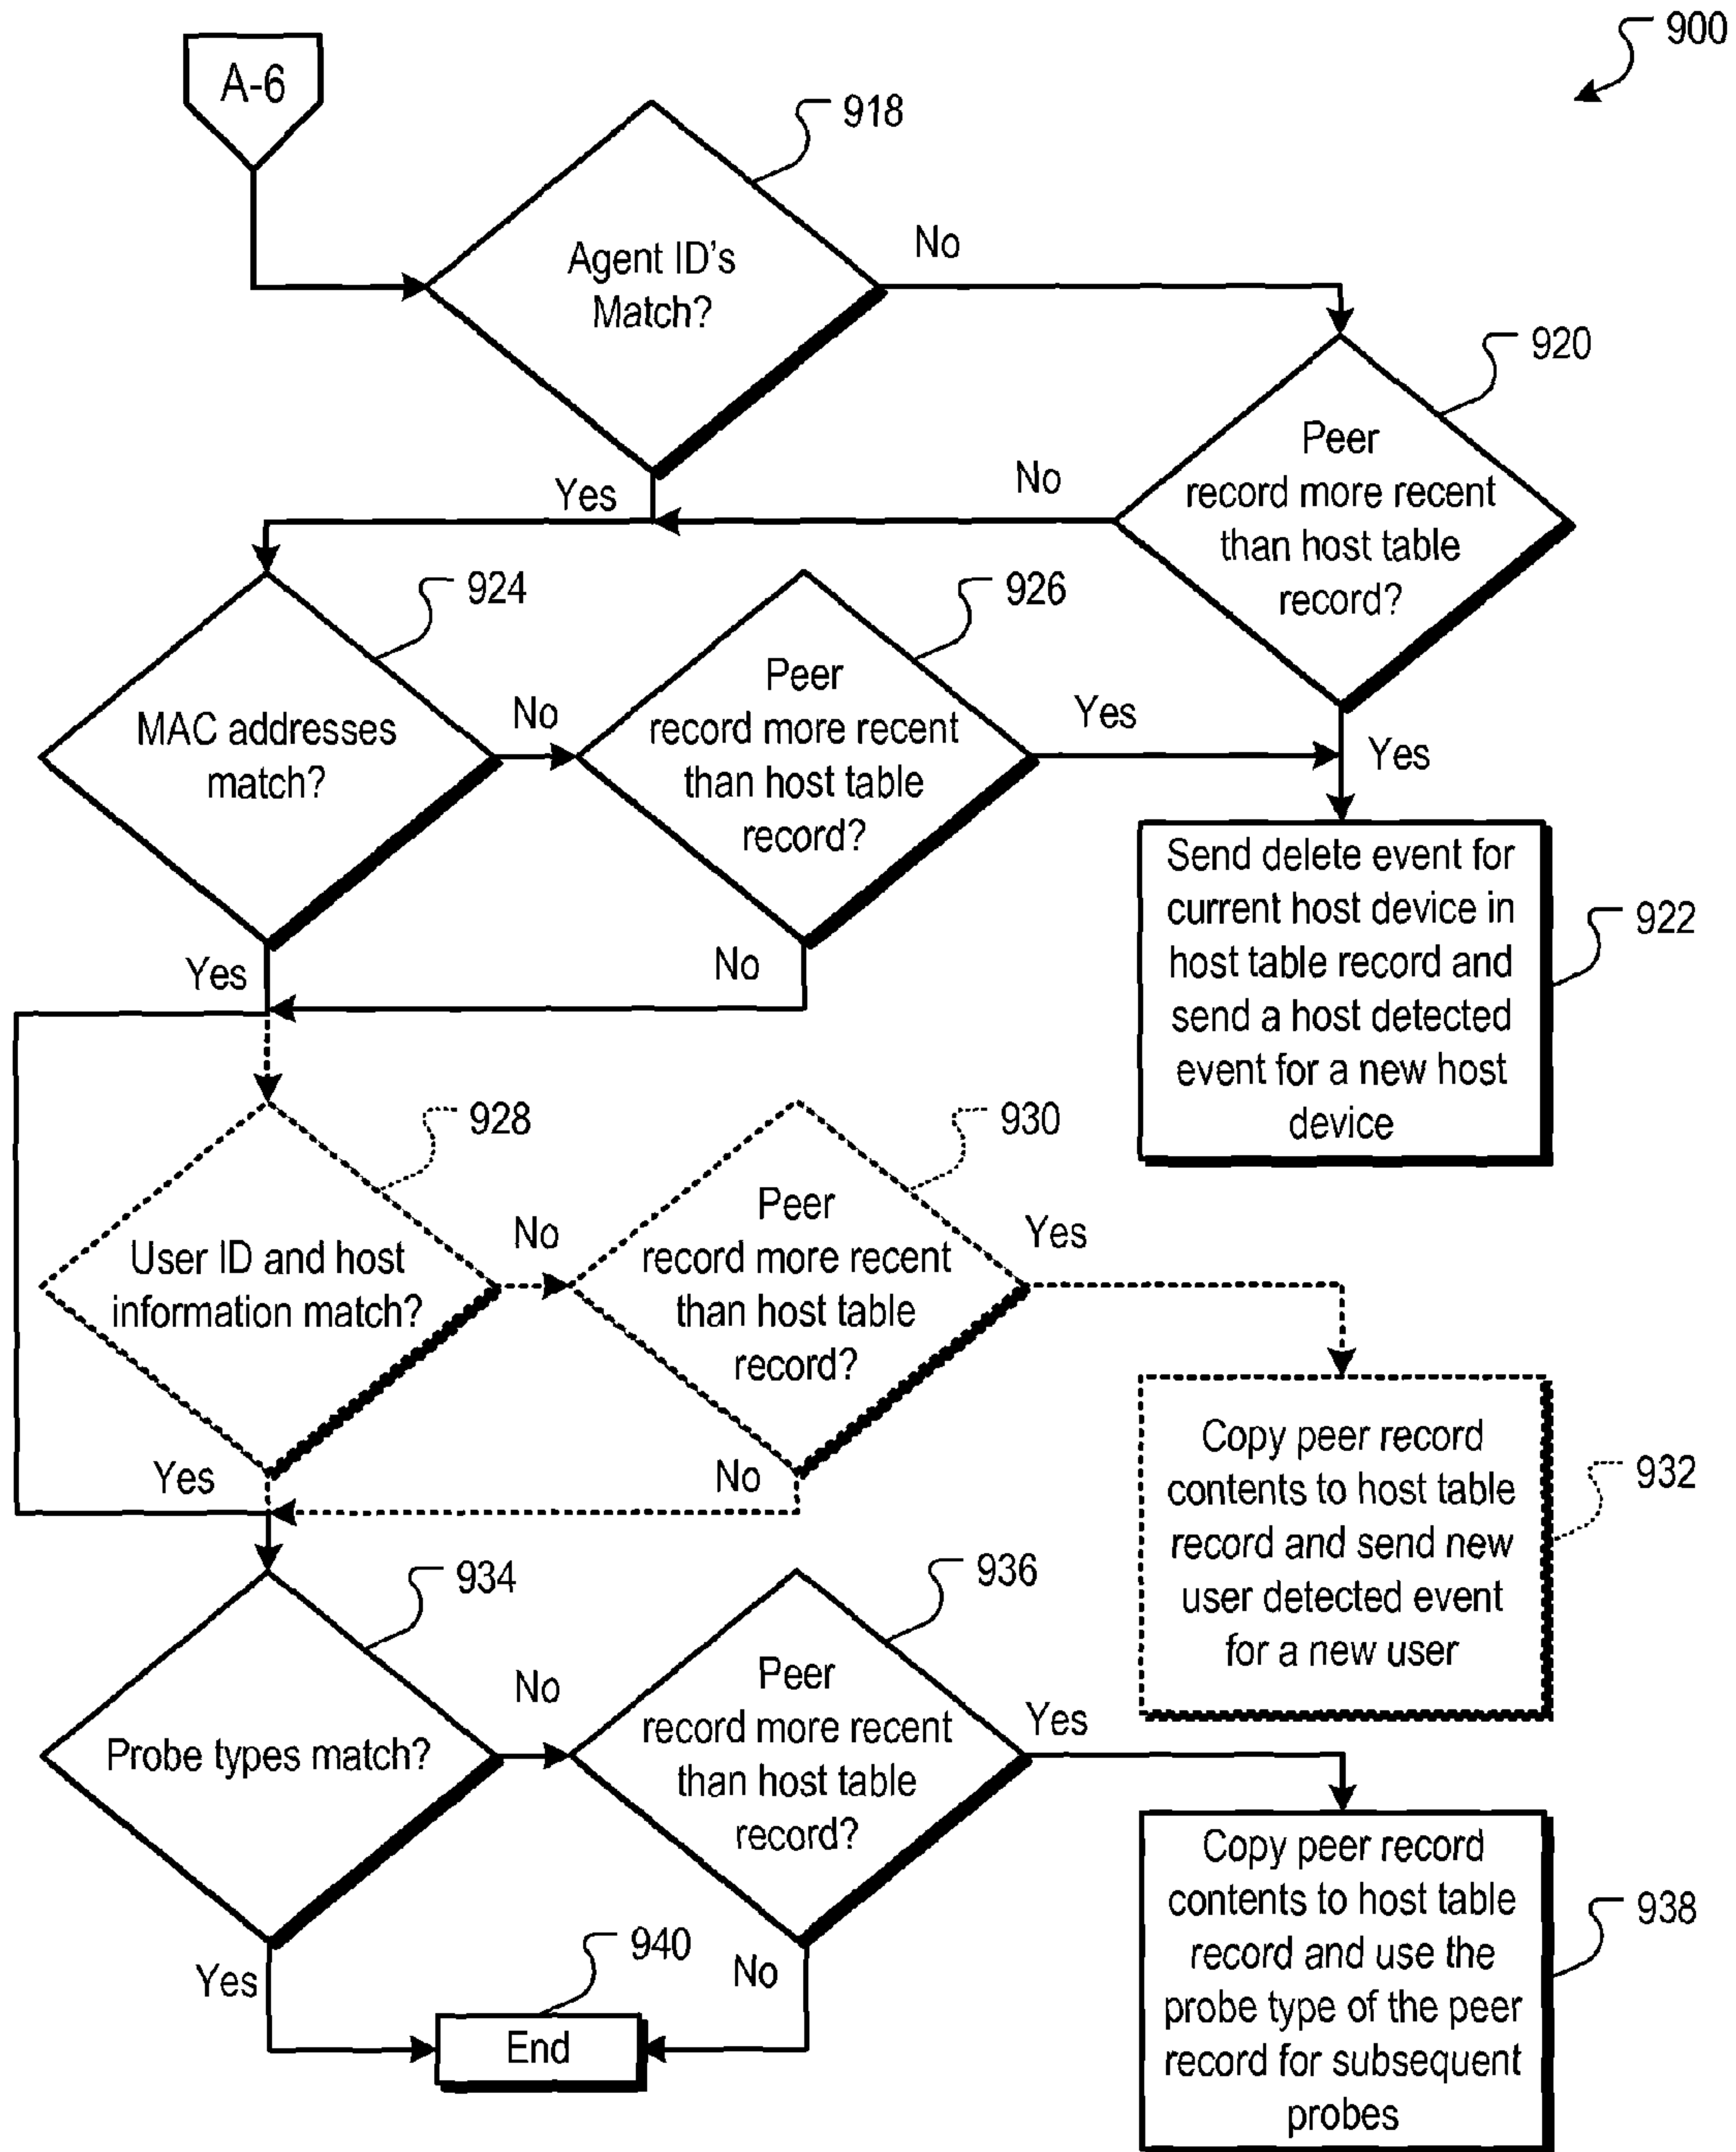 900
A-6
918
Agent ID's
Match?
No
920
Peer
record more recent
than host table
record?
Yes
No
924
MAC addresses
match?
No
926
Peer
record more recent
than host table
record?
Yes
Yes
Send delete event for
current host device in
host table record and
send a host detected
event for a new host
device
922
Yes
No
928
User ID and host
information match?
No
930
Peer
record more recent
than host table
record?
Yes
Copy peer record
contents to host table
record and send new
user detected event
for a new user
932
Yes
No
934
Probe types match?
No
936
Peer
record more recent
than host table
record?
Yes
Copy peer record
contents to host table
record and use the
probe type of the peer
record for subsequent
probes
938
Yes
940
End
No